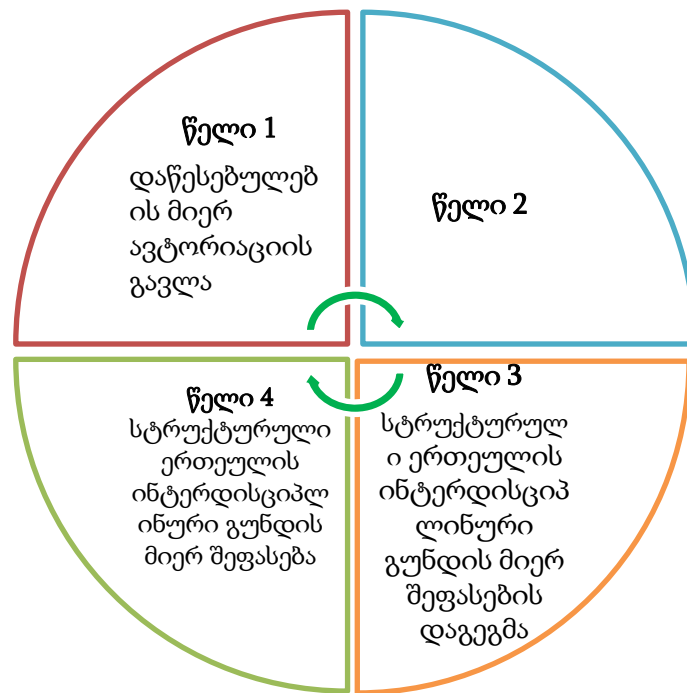 წელი 1
დაწესებულებ
ის მიერ
ავტორიაციის
გავლა
წელი 2
წელი 3
სტრუქტურულ
ი ერთეულის
ინტერდისციპ
ლინური
გუნდის მიერ
შეფასების
დაგეგმა
წელი 4
სტრუქტურული
ერთეულის
ინტერდისციპლ
ინური გუნდის
მიერ შეფასება